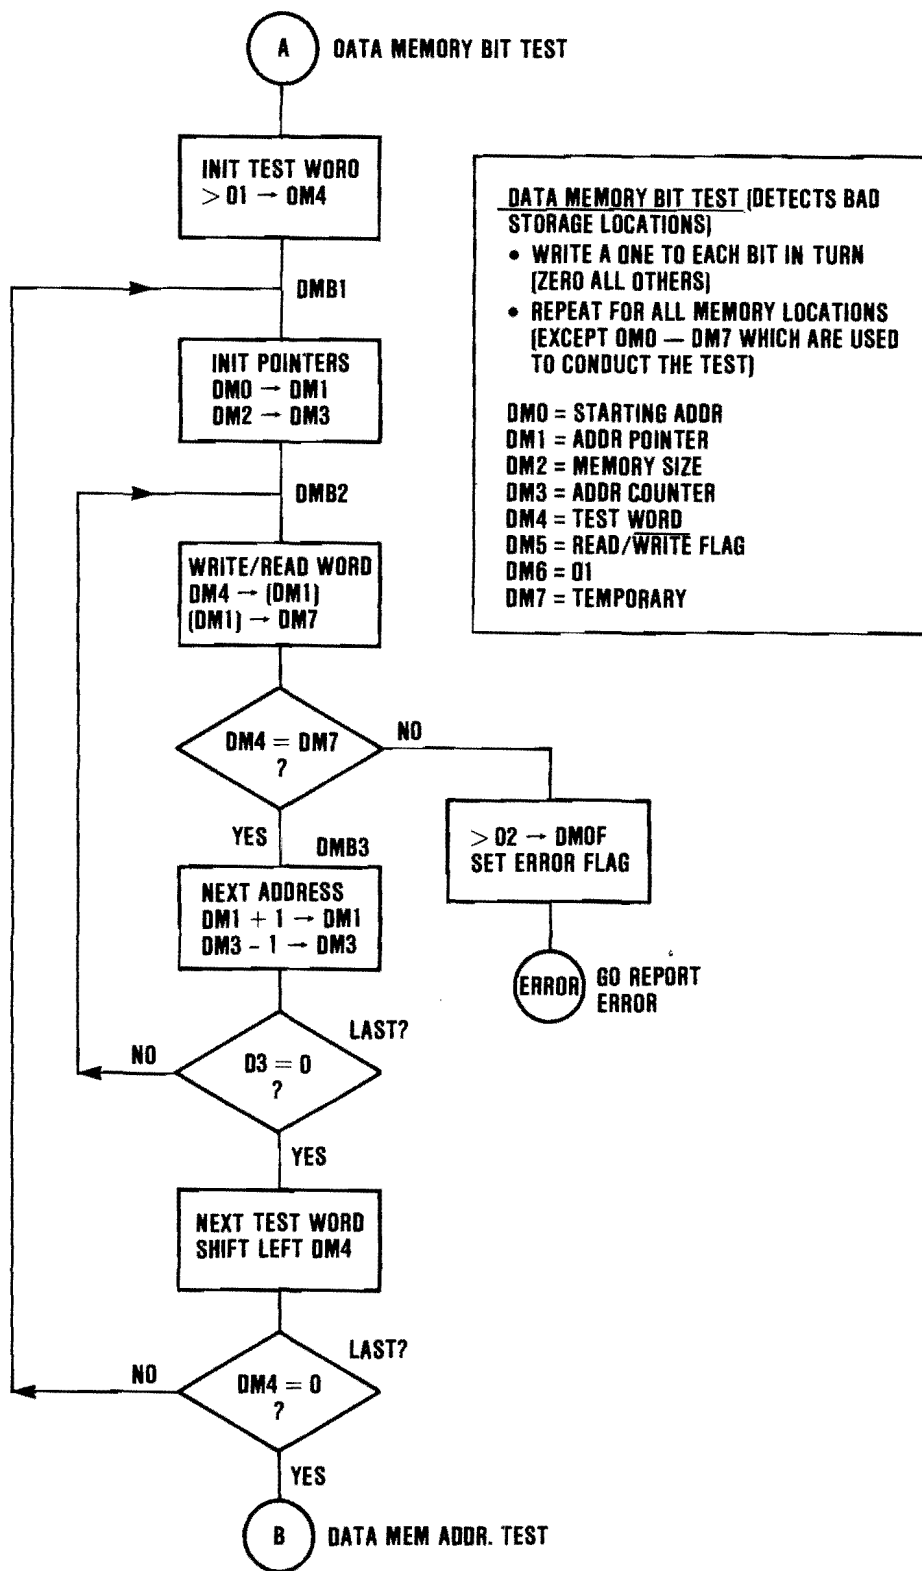 A DATA MEMORY BIT TEST
INIT TEST WORD
>01 → DM4
DMB1
INIT POINTERS
DM0 → DM1
DM2 → DM3
DMB2
WRITE/READ WORD
DM4 → (DM1)
(DM1) → DM7
DM4 = DM7
?
NO
YES
>02 → DM0F
SET ERROR FLAG
ERROR
GO REPORT
ERROR
DMB3
NEXT ADDRESS
DM1 + 1 → DM1
DM3 - 1 → DM3
LAST?
D3 = 0
?
NO
YES
NEXT TEST WORD
SHIFT LEFT DM4
LAST?
DM4 = 0
?
NO
YES
B DATA MEM ADDR. TEST
DATA MEMORY BIT TEST (DETECTS BAD
STORAGE LOCATIONS)
• WRITE A ONE TO EACH BIT IN TURN
(ZERO ALL OTHERS)
• REPEAT FOR ALL MEMORY LOCATIONS
(EXCEPT DM0 — DM7 WHICH ARE USED
TO CONDUCT THE TEST)
DM0 = STARTING ADDR
DM1 = ADDR POINTER
DM2 = MEMORY SIZE
DM3 = ADDR COUNTER
DM4 = TEST WORD
DM5 = READ/WRITE FLAG
DM6 = 01
DM7 = TEMPORARY